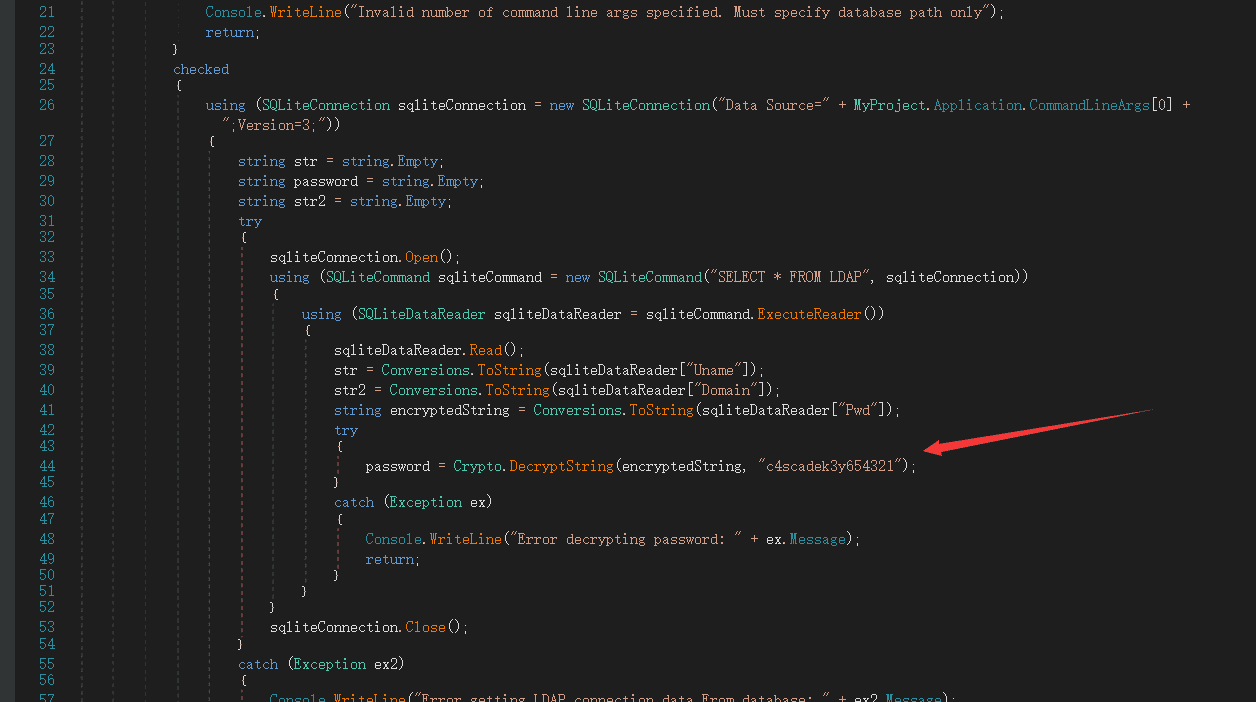 21 Console.WriteLine("Invalid number of command line args specified. Must specify database path only");
22 return;
23 }
24 checked
25 {
26 using (SQLiteConnection sqliteConnection = new SQLiteConnection("Data Source=" + MyProject.Application.CommandLineArgs[0] +
";Version=3;"))
27 {
28 string str = string.Empty;
29 string password = string.Empty;
30 string str2 = string.Empty;
31 try
32 {
33 sqliteConnection.Open();
34 using (SQLiteCommand sqliteCommand = new SQLiteCommand("SELECT * FROM LDAP", sqliteConnection))
35 {
36 using (SQLiteDataReader sqliteDataReader = sqliteCommand.ExecuteReader())
37 {
38 sqliteDataReader.Read();
39 str = Conversions.ToString(sqliteDataReader["Uname"]);
40 str2 = Conversions.ToString(sqliteDataReader["Domain"]);
41 string encryptedString = Conversions.ToString(sqliteDataReader["Pwd"]);
42 try
43 {
44 password = Crypto.DecryptString(encryptedString, "c4scadek3y654321");
45 }
46 catch (Exception ex)
47 {
48 Console.WriteLine("Error decrypting password: " + ex.Message);
49 return;
50 }
51 }
52 }
53 sqliteConnection.Close();
54 }
55 catch (Exception ex2)
56 {
57 Console.WriteLine("Error getting LDAP connection data From database: " + ex2.Message);